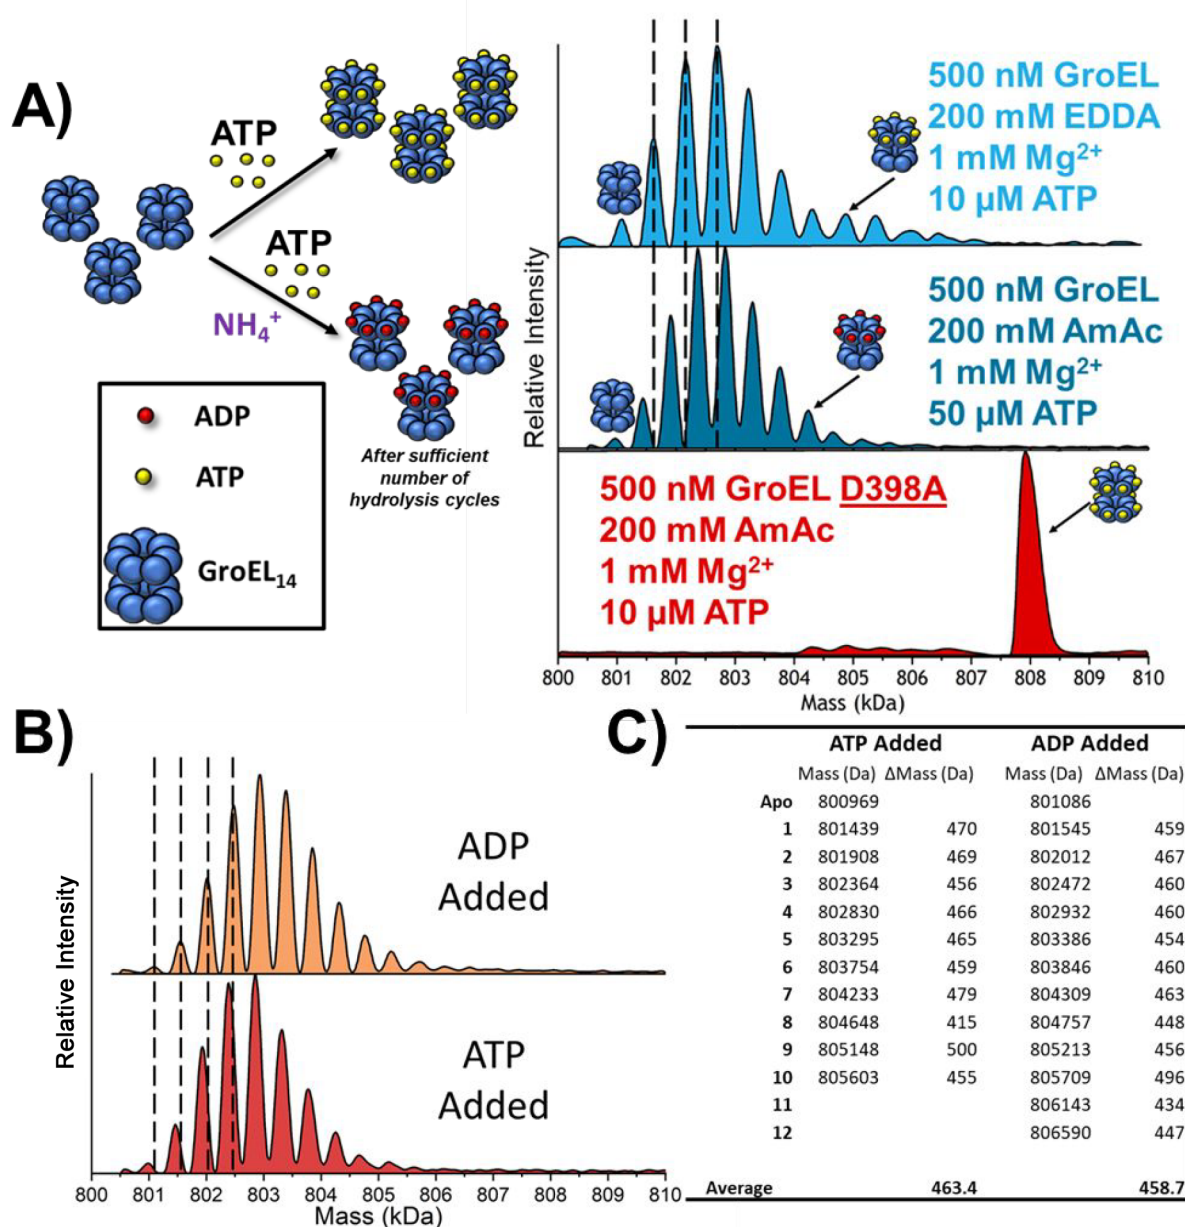 A)
ATP
ATP
NH4+
After sufficient
number of
hydrolysis cycles
ADP
ATP
GroEL14
Relative Intensity
500 nM GroEL
200 mM EDDA
1 mM Mg2+
10 µM ATP
500 nM GroEL
200 mM AmAc
1 mM Mg2+
50 µM ATP
500 nM GroEL D398A
200 mM AmAc
1 mM Mg2+
10 µM ATP
800 801 802 803 804 805 806 807 808 809 810
Mass (kDa)
B)
Relative Intensity
ADP
Added
ATP
Added
800 801 802 803 804 805 806 807 808 809 810
Mass (kDa)
C)
ATP Added ADP Added
Mass (Da) ΔMass (Da) Mass (Da) ΔMass (Da)
Apo 800969 801086
1 801439 470 801545 459
2 801908 469 802012 467
3 802364 456 802472 460
4 802830 466 802932 460
5 803295 465 803386 454
6 803754 459 803846 460
7 804233 479 804309 463
8 804648 415 804757 448
9 805148 500 805213 456
10 805603 455 805709 496
11 806143 434
12 806590 447
Average 463.4 458.7